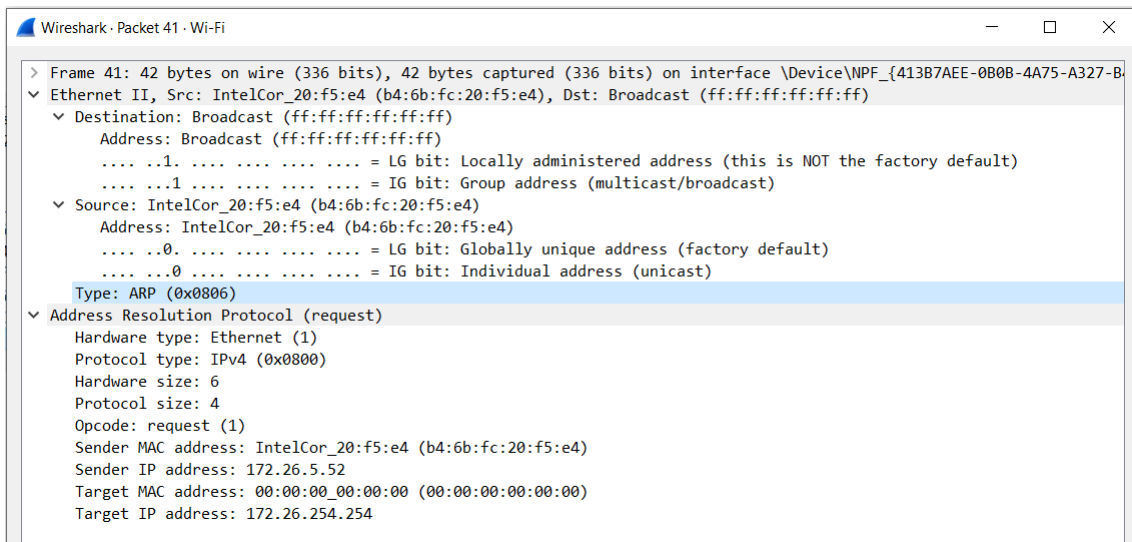 Wireshark · Packet 41 · Wi-Fi
Frame 41: 42 bytes on wire (336 bits), 42 bytes captured (336 bits) on interface \Device\NPF_{413B7AEE-0B0B-4A75-A327-B4
Ethernet II, Src: IntelCor_20:f5:e4 (b4:6b:fc:20:f5:e4), Dst: Broadcast (ff:ff:ff:ff:ff:ff)
Destination: Broadcast (ff:ff:ff:ff:ff:ff)
Address: Broadcast (ff:ff:ff:ff:ff:ff)
.... ..1. .... .... .... .... = LG bit: Locally administered address (this is NOT the factory default)
.... ...1 .... .... .... .... = IG bit: Group address (multicast/broadcast)
Source: IntelCor_20:f5:e4 (b4:6b:fc:20:f5:e4)
Address: IntelCor_20:f5:e4 (b4:6b:fc:20:f5:e4)
.... ..0. .... .... .... .... = LG bit: Globally unique address (factory default)
.... ...0 .... .... .... .... = IG bit: Individual address (unicast)
Type: ARP (0x0806)
Address Resolution Protocol (request)
Hardware type: Ethernet (1)
Protocol type: IPv4 (0x0800)
Hardware size: 6
Protocol size: 4
Opcode: request (1)
Sender MAC address: IntelCor_20:f5:e4 (b4:6b:fc:20:f5:e4)
Sender IP address: 172.26.5.52
Target MAC address: 00:00:00_00:00:00 (00:00:00:00:00:00)
Target IP address: 172.26.254.254